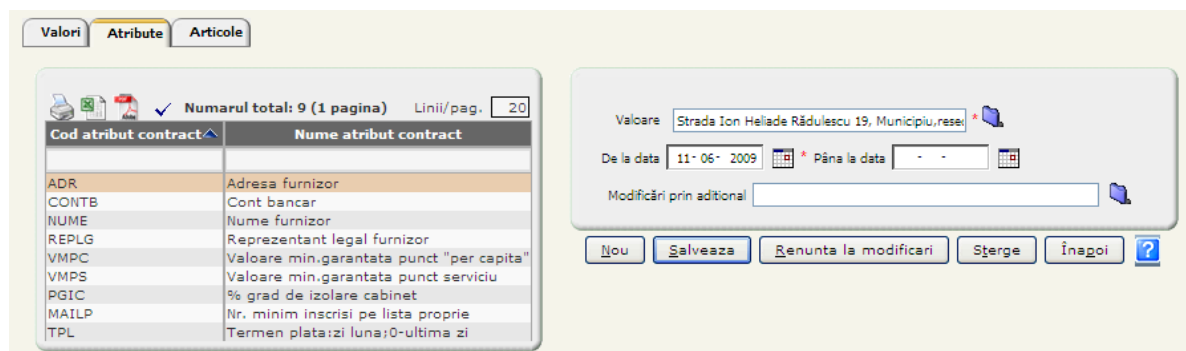 Valori Atribute Articole
Numarul total: 9 (1 pagina) Linii/pag. 20
Cod atribut contract Nume atribut contract
ADR Adresa furnizor
CONTB Cont bancar
NUME Nume furnizor
REPLG Reprezentant legal furnizor
VMPC Valoare min.garantata punct "per capita"
VMPS Valoare min.garantata punct serviciu
PGIC % grad de izolare cabinet
MAILP Nr. minim inscrisi pe lista proprie
TPL Termen plata:zi luna;0-ultima zi
Valoare Strada Ion Heliade Rădulescu 19, Municipiu,resec *
De la data 11- 06- 2009 * Pâna la data - -
Modificări prin aditional
Nou Salveaza Renunta la modificari Sterge Înapoi ?